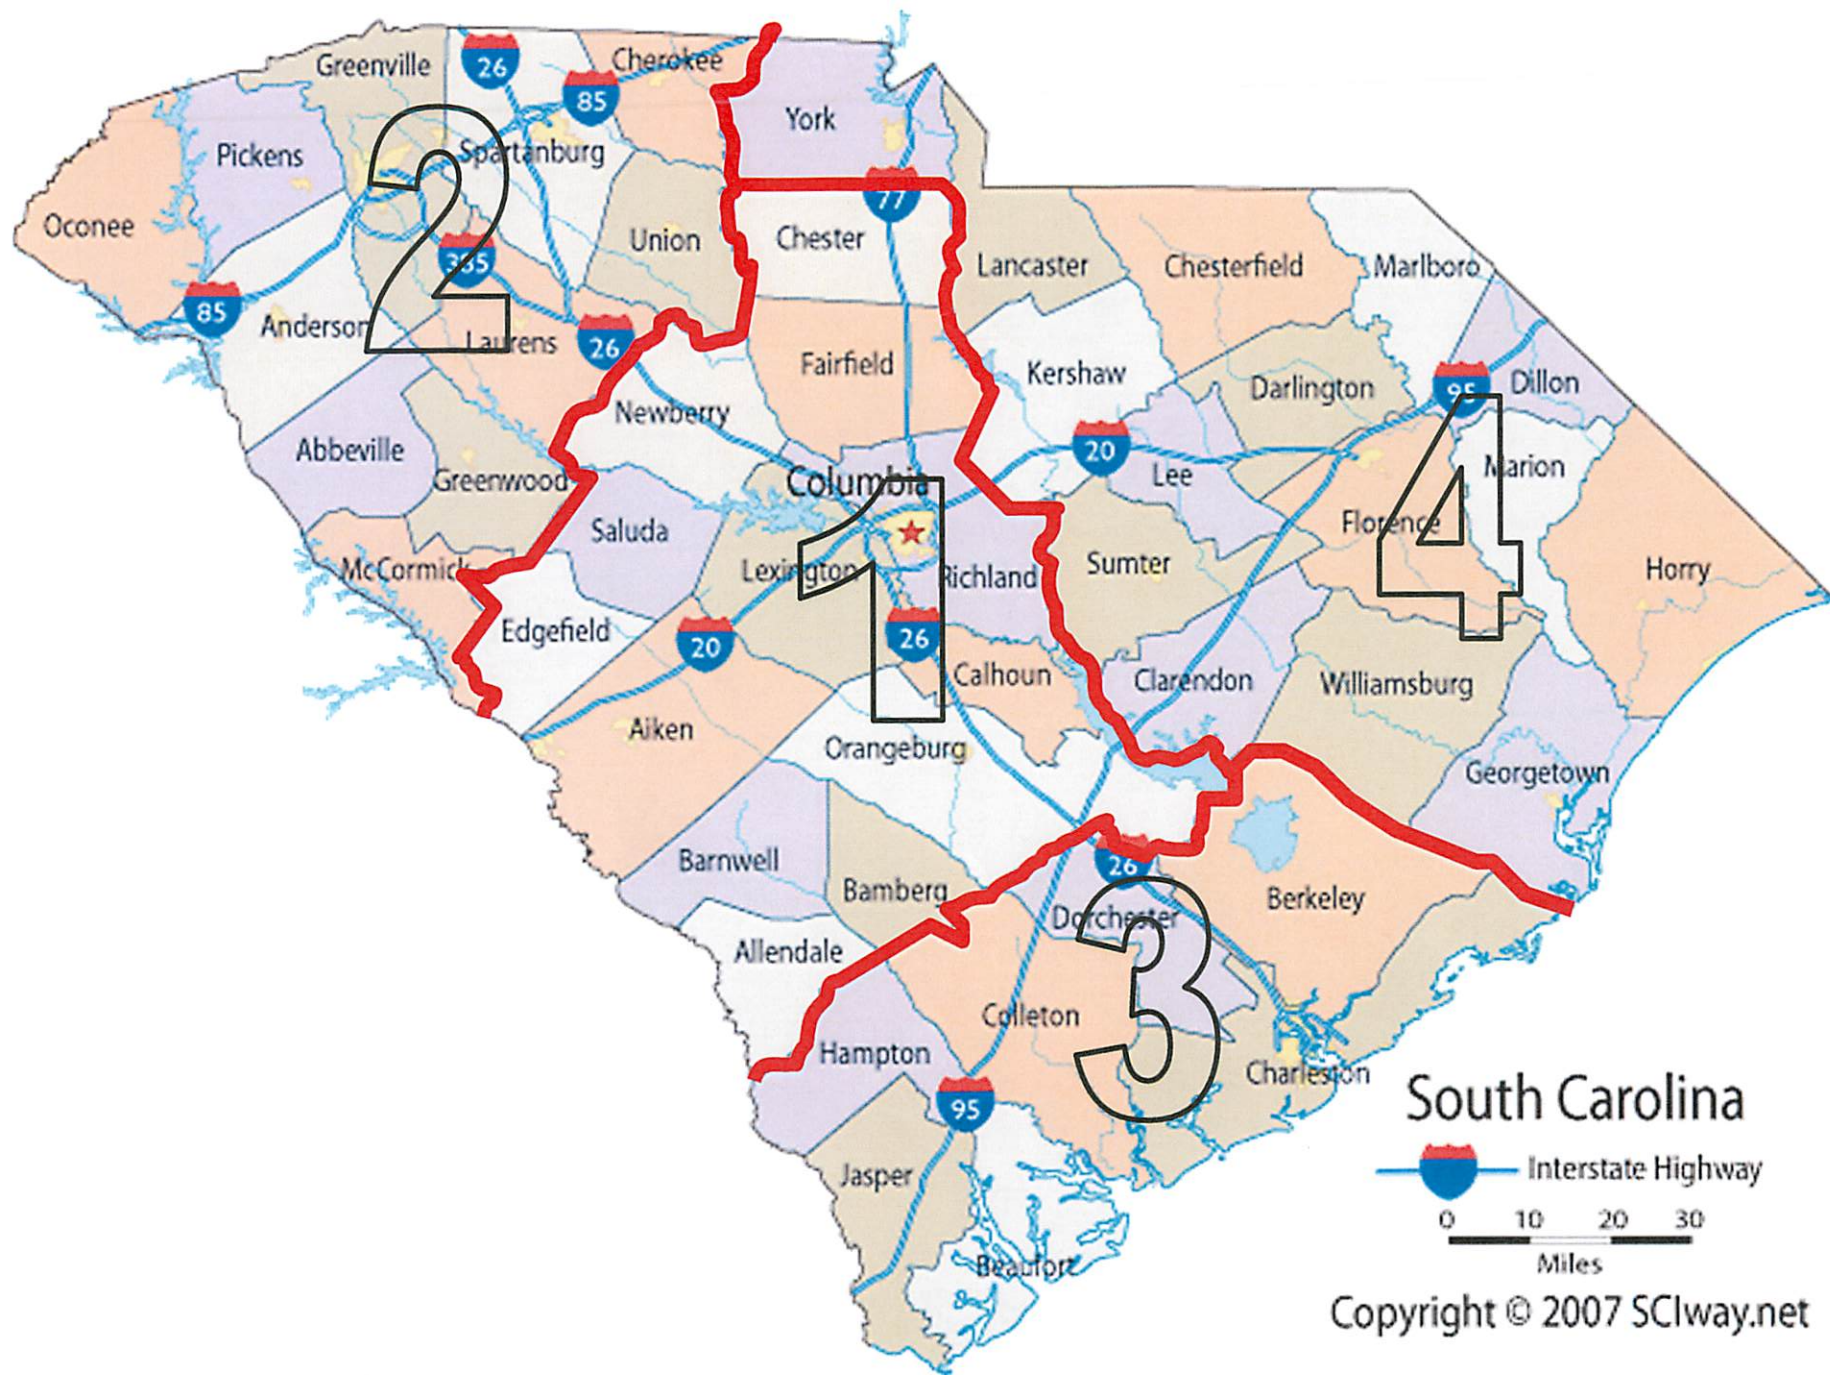 Greenville
26
Cherokee
85
York
Pickens
Spartanburg
2
Oconee
77
Union
Chester
385
Lancaster
Chesterfield
Marlboro
85
Anderson
Laurens
26
Fairfield
Kershaw
Darlington
95
Dillon
Newberry
Abbeville
20
4
Greenwood
Columbia
Lee
Marion
Saluda
Florence
McCormick
Lexington
1
Richland
Sumter
Horry
Edgefield
20
26
Calhoun
Clarendon
Williamsburg
Aiken
Orangeburg
Georgetown
Barnwell
26
Bamberg
Berkeley
Dorchester
Allendale
3
Colleton
Hampton
Charleston
95
South Carolina
Jasper
Interstate Highway
0 10 20 30
Miles
Beaufort
Copyright © 2007 SCIway.net